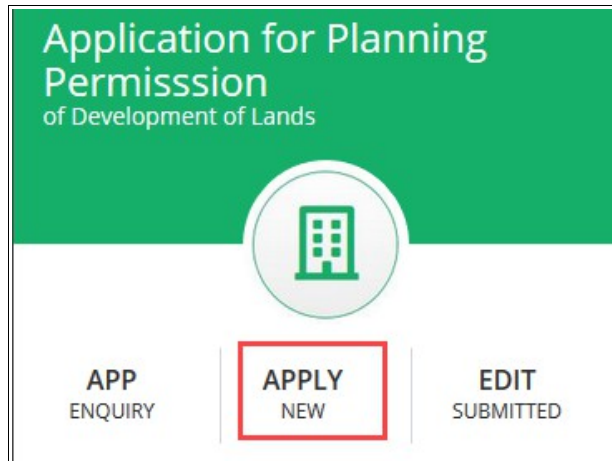 Application for Planning
Permisssion
of Development of Lands
APP
ENQUIRY
APPLY
NEW
EDIT
SUBMITTED